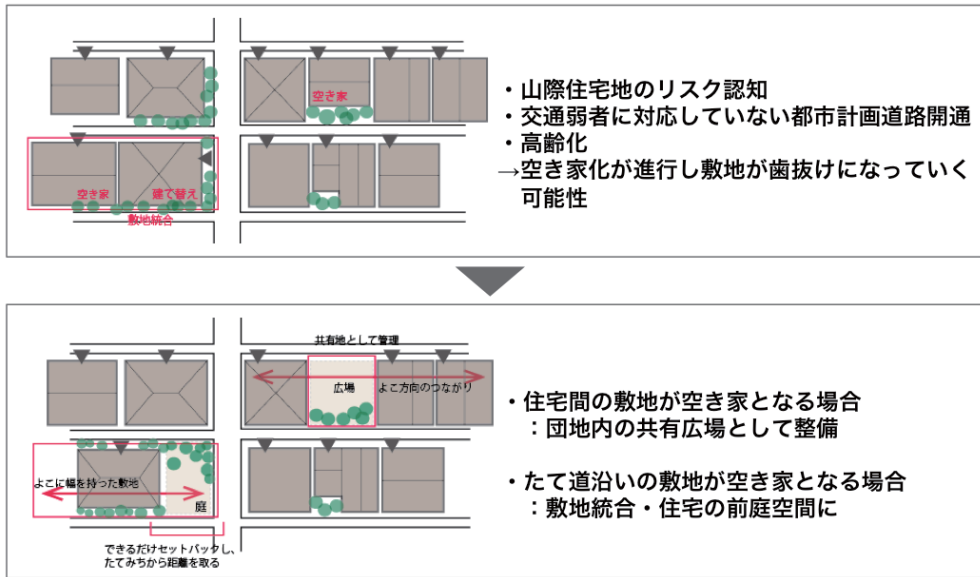 空き家
空き家
建て替え
敷地統合
・山際住宅地のリスク認知
・交通弱者に対応していない都市計画道路開通
・高齢化
→空き家化が進行し敷地が歯抜けになっていく
可能性
共有地として管理
広場
よこ方向のつながり
よこに幅を持った敷地
庭
できるだけセットバックし、
たてみちから距離を取る
・住宅間の敷地が空き家となる場合
：団地内の共有広場として整備
・たて道沿いの敷地が空き家となる場合
：敷地統合・住宅の前庭空間に